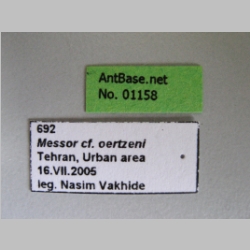 AntBase.net
No. 01158
692
Messor cf. oertzeni
Tehran, Urban area
16.VII.2005
leg. Nasim Vakhide